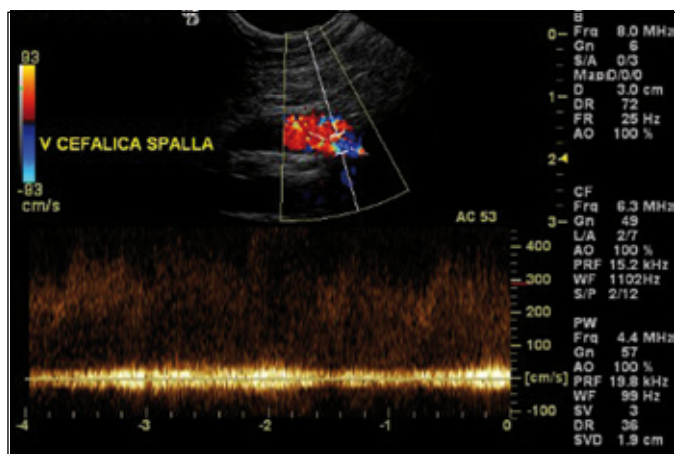 B
Frq 8.0 MHz
Gn 6
S/A 0/3
Map D/0/0
D 3.0 cm
DR 72
FR 25 Hz
AO 100 %
0
1
2
3
93
-93
cm/s
V CEFALICA SPALLA
AC 53
CF
Frq 6.3 MHz
Gn 49
L/A 2/7
AO 100 %
PRF 15.2 kHz
WF 1102Hz
S/P 2/12
PW
Frq 4.4 MHz
Gn 57
AO 100 %
PRF 19.8 kHz
WF 99 Hz
SV 3
DR 36
SVD 1.9 cm
400
300
200
100
[cm/s]
-100
-4
-3
-2
-1
0